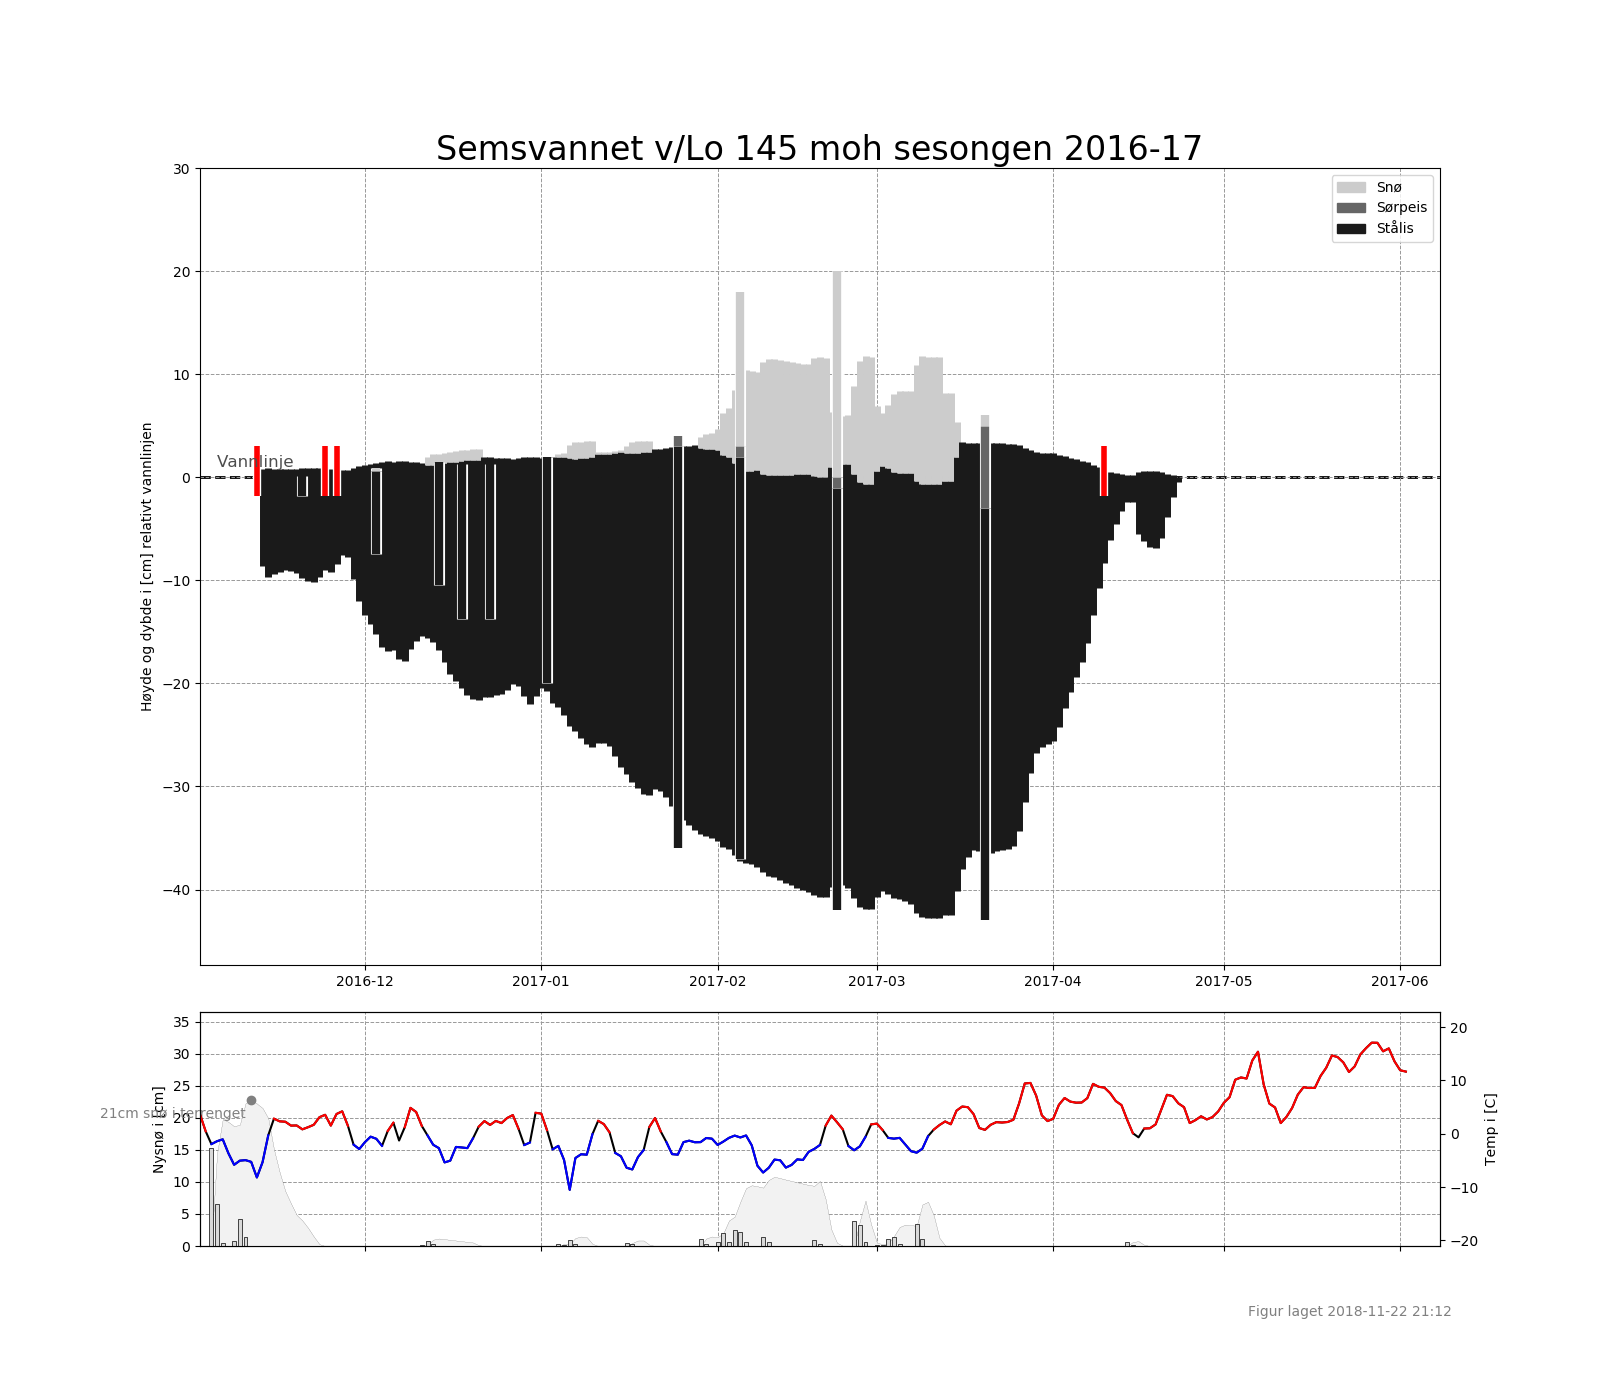 Semsvannet v/Lo 145 moh sesongen 2016-17
30
20
10
0
−10
−20
−30
−40
Høyde og dybde i [cm] relativt vannlinjen
Vannlinje
Snø
Sørpeis
Stålis
2016-12
2017-01
2017-02
2017-03
2017-04
2017-05
2017-06
35
30
25
20
15
10
5
0
Nysnø i [cm]
21cm snø i terrenget
20
10
0
−10
−20
Temp i [C]
Figur laget 2018-11-22 21:12